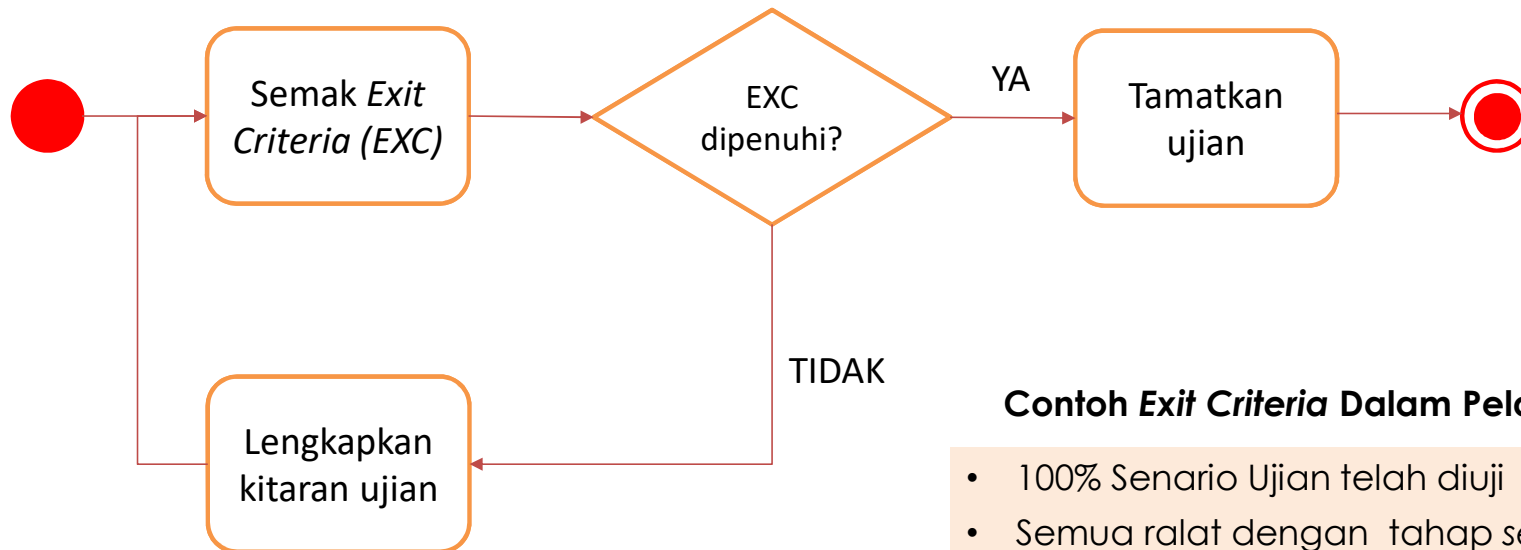 Semak Exit
Criteria (EXC)
EXC
dipenuhi?
YA
Tamatkan
ujian
TIDAK
Lengkapkan
kitaran ujian
Contoh Exit Criteria Dalam
• 100% Senario Ujian telah diuji
• Semua ralat dengan tahap